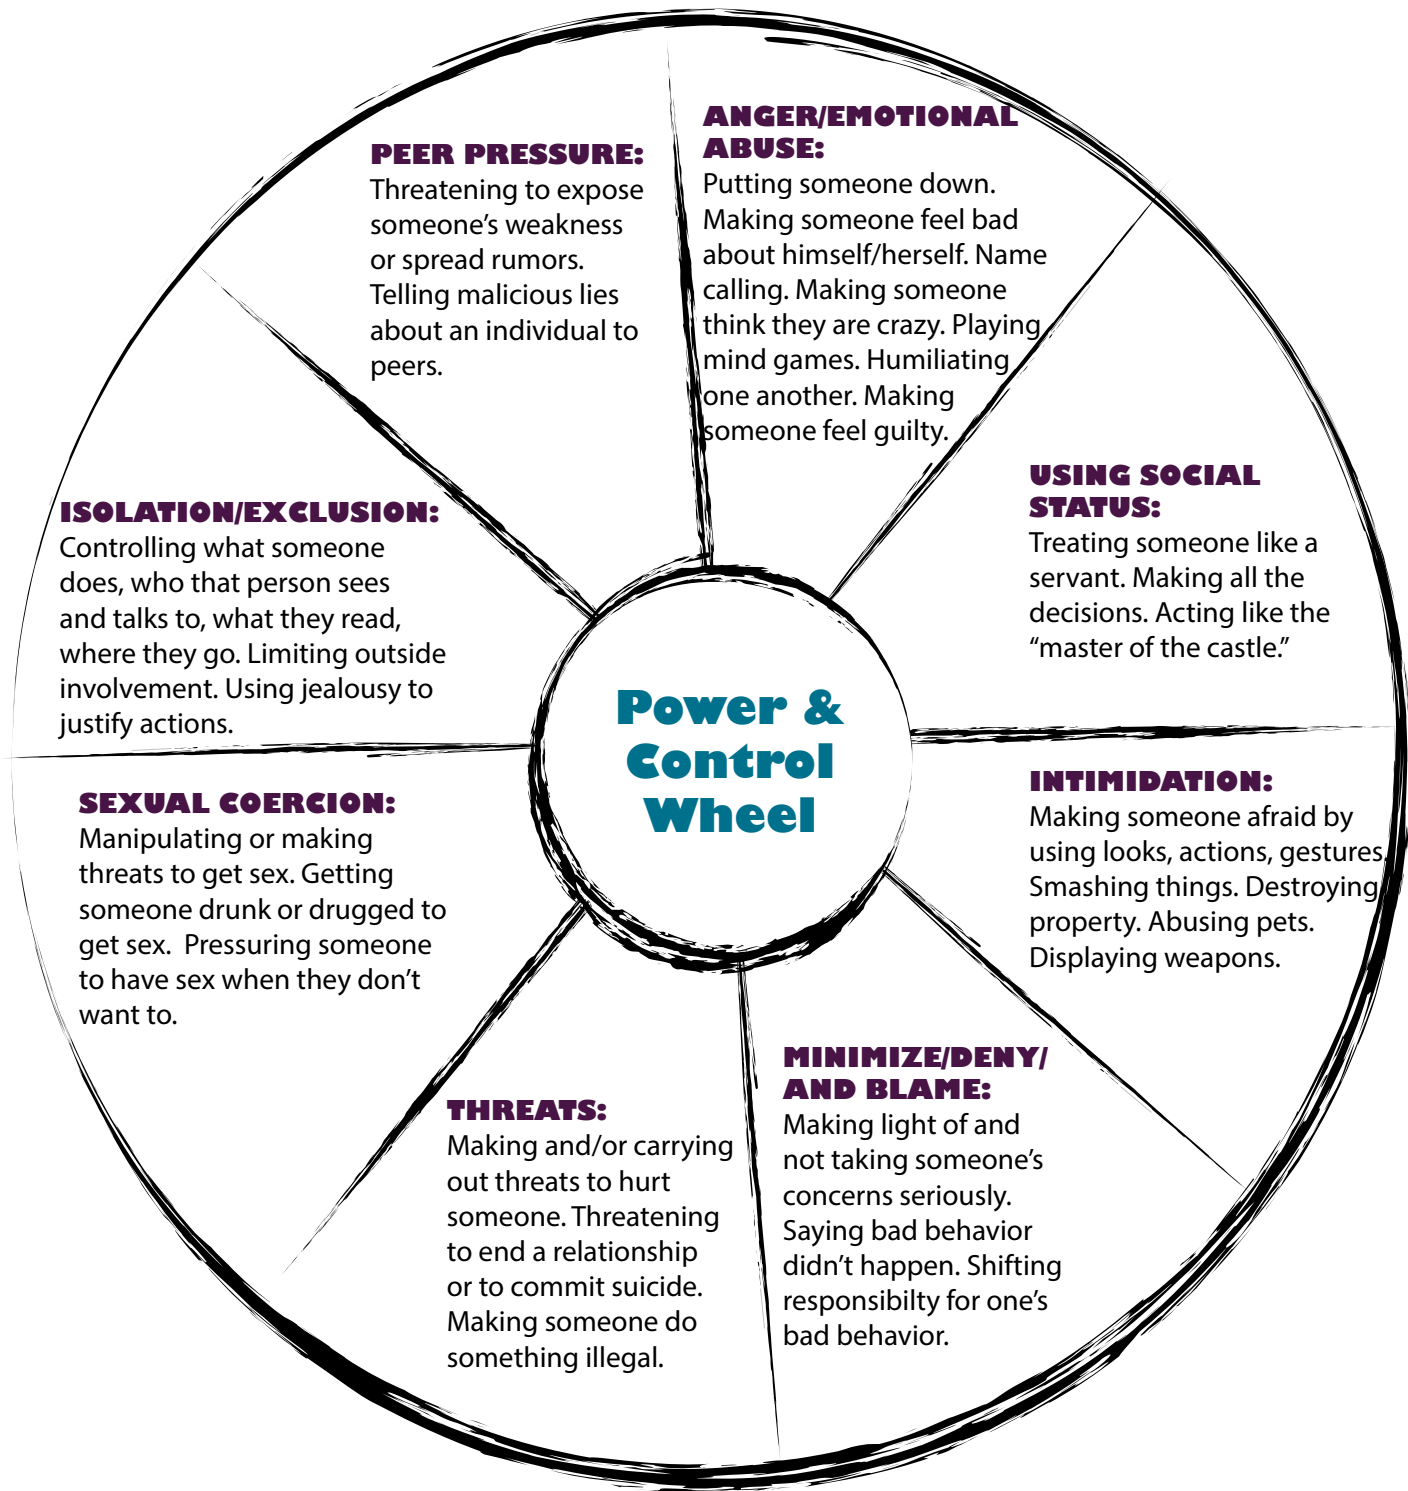 PEER PRESSURE:
Threatening to expose
someone's weakness
or spread rumors.
Telling malicious lies
about an individual to
peers.
ANGER/EMOTIONAL
ABUSE:
Putting someone down.
Making someone feel bad
about himself/herself. Name
calling. Making someone
think they are crazy. Playing
mind games. Humiliating
one another. Making
someone feel guilty.
USING SOCIAL
STATUS:
Treating someone like a
servant. Making all the
decisions. Acting like the
“master of the castle.”
INTIMIDATION:
Making someone afraid by
using looks, actions, gestures.
Smashing things. Destroying
property. Abusing pets.
Displaying weapons.
MINIMIZE/DENY/
AND BLAME:
Making light of and
not taking someone's
concerns seriously.
Saying bad behavior
didn't happen. Shifting
responsibilty for one's
bad behavior.
THREATS:
Making and/or carrying
out threats to hurt
someone. Threatening
to end a relationship
or to commit suicide.
Making someone do
something illegal.
SEXUAL COERCION:
Manipulating or making
threats to get sex. Getting
someone drunk or drugged to
get sex.  Pressuring someone
to have sex when they don't
want to.
ISOLATION/EXCLUSION:
Controlling what someone
does, who that person sees
and talks to, what they read,
where they go. Limiting outside
involvement. Using jealousy to
justify actions.
Power &
Control
Wheel